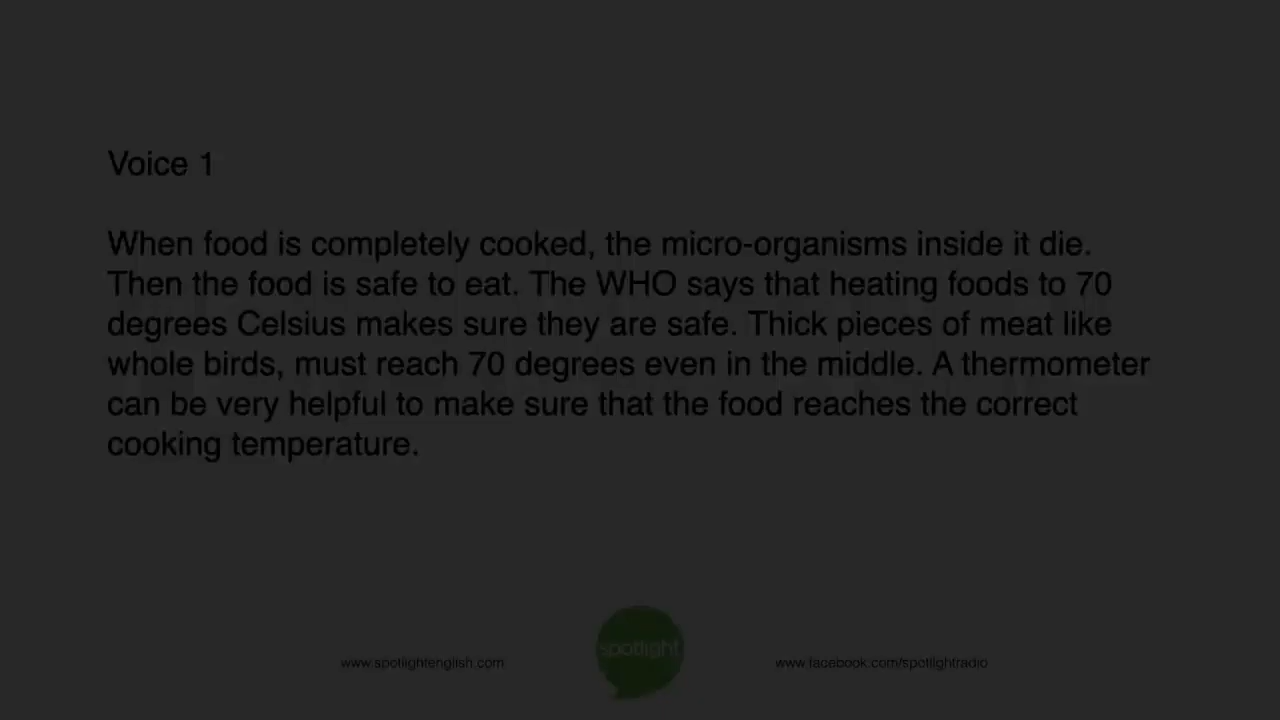 Voice 1
When food is completely cooked, the micro-organisms inside it die.
Then the food is safe to eat. The WHO says that heating foods to 70
degrees Celsius makes sure they are safe. Thick pieces of meat like
whole birds, must reach 70 degrees even in the middle. A thermometer
can be very helpful to make sure that the food reaches the correct
cooking temperature.
www.spotlightenglish.com
spotlight
www.facebook.com/spotlightradio